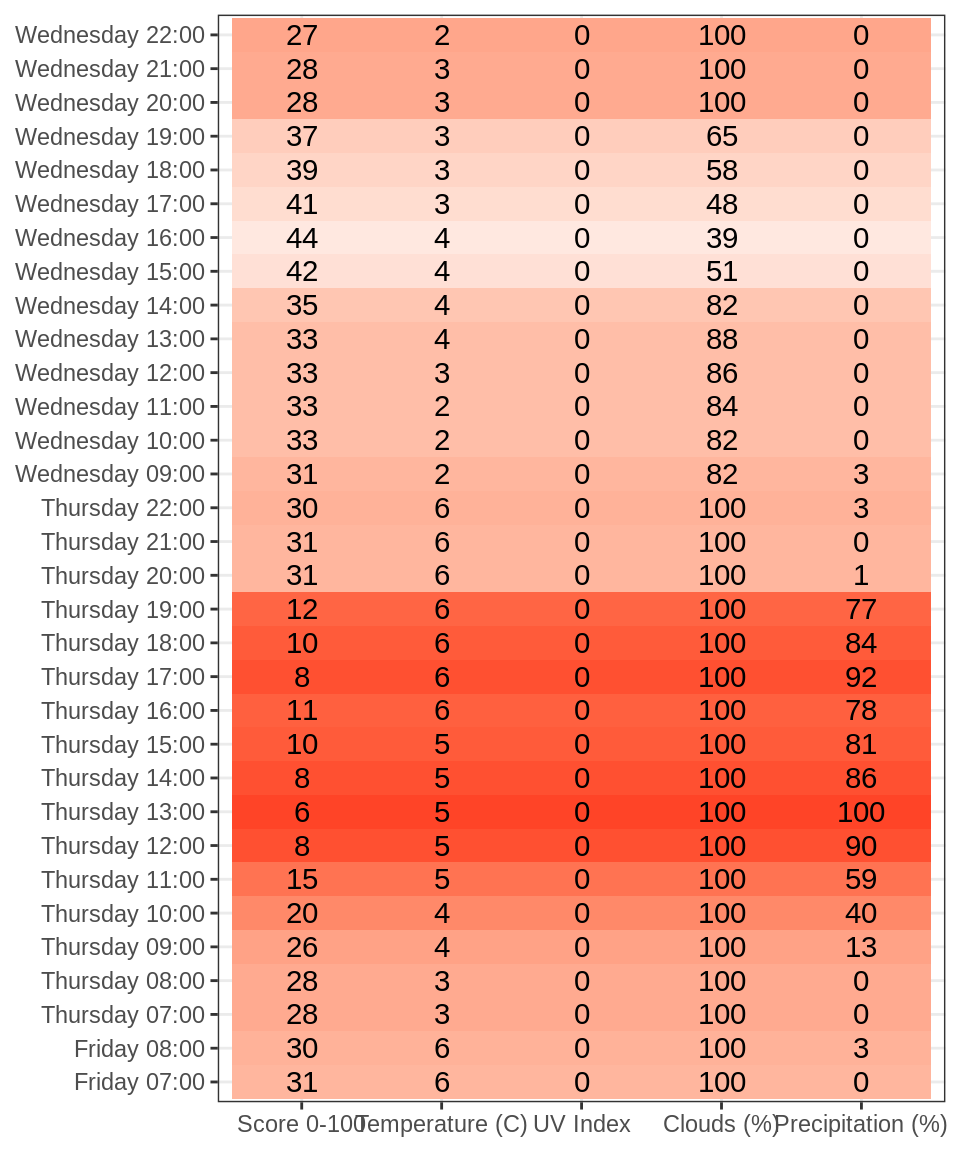 Wednesday 22:00 27 2 0 100 0
Wednesday 21:00 28 3 0 100 0
Wednesday 20:00 28 3 0 100 0
Wednesday 19:00 37 3 0 65 0
Wednesday 18:00 39 3 0 58 0
Wednesday 17:00 41 3 0 48 0
Wednesday 16:00 44 4 0 39 0
Wednesday 15:00 42 4 0 51 0
Wednesday 14:00 35 4 0 82 0
Wednesday 13:00 33 4 0 88 0
Wednesday 12:00 33 3 0 86 0
Wednesday 11:00 33 2 0 84 0
Wednesday 10:00 33 2 0 82 0
Wednesday 09:00 31 2 0 82 3
Thursday 22:00 30 6 0 100 3
Thursday 21:00 31 6 0 100 0
Thursday 20:00 31 6 0 100 1
Thursday 19:00 12 6 0 100 77
Thursday 18:00 10 6 0 100 84
Thursday 17:00 8 6 0 100 92
Thursday 16:00 11 6 0 100 78
Thursday 15:00 10 5 0 100 81
Thursday 14:00 8 5 0 100 86
Thursday 13:00 6 5 0 100 100
Thursday 12:00 8 5 0 100 90
Thursday 11:00 15 5 0 100 59
Thursday 10:00 20 4 0 100 40
Thursday 09:00 26 4 0 100 13
Thursday 08:00 28 3 0 100 0
Thursday 07:00 28 3 0 100 0
Friday 08:00 30 6 0 100 3
Friday 07:00 31 6 0 100 0
Score 0-100 Temperature (C) UV Index Clouds (%) Precipitation (%)